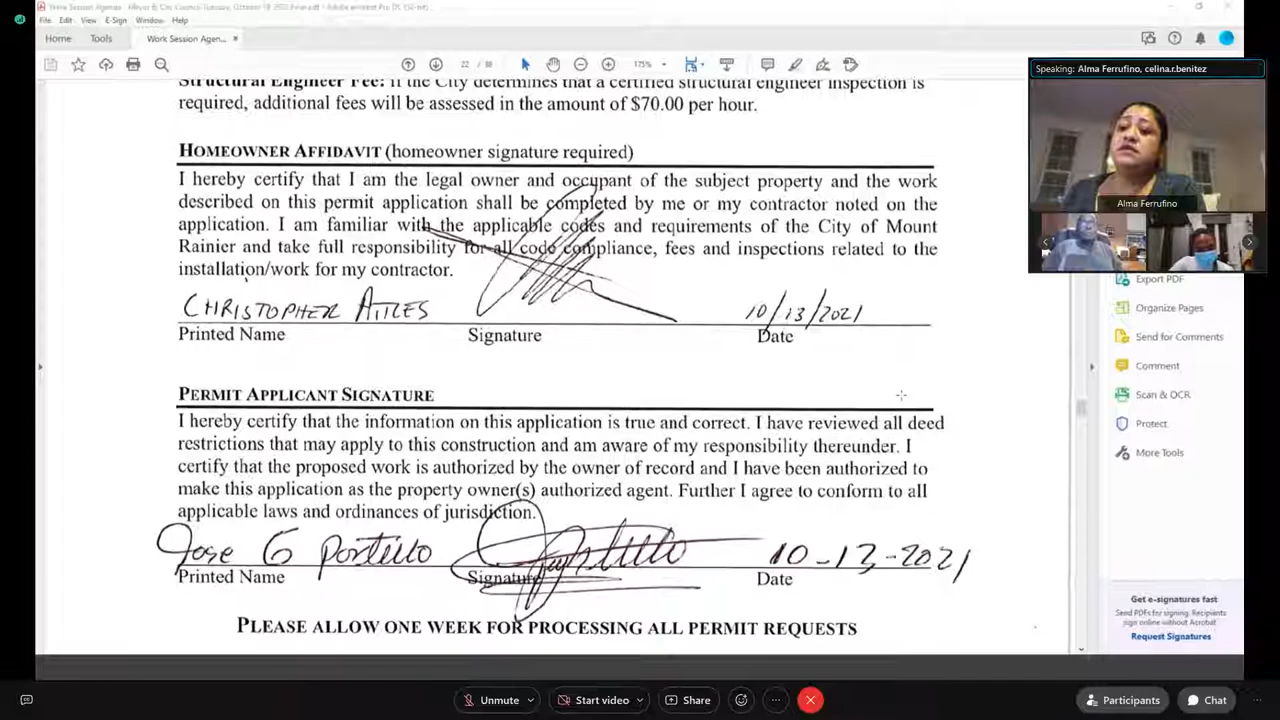 File Edit View E-Sign Window Help
Home Tools Work Session Agen... ×
22 / 175%
Speaking: Alma Ferrufino, celina.r.benitez
Alma Ferrufino
Structural Engineer Fee: If the City determines that a certified structural engineer inspection is
required, additional fees will be assessed in the amount of $70.00 per hour.
HOMEOWNER AFFIDAVIT (homeowner signature required)
I hereby certify that I am the legal owner and occupant of the subject property and the work
described on this permit application shall be completed by me or my contractor noted on the
application. I am familiar with the applicable codes and requirements of the City of Mount
Rainier and take full responsibility for all code compliance, fees and inspections related to the
installation/work for my contractor.
CHRISTOPHER 10/13/2021
Printed Name Signature Date
PERMIT APPLICANT SIGNATURE
I hereby certify that the information on this application is true and correct. I have reviewed all deed
restrictions that may apply to this construction and am aware of my responsibility thereunder. I
certify that the proposed work is authorized by the owner of record and I have been authorized to
make this application as the property owner(s) authorized agent. Further I agree to conform to all
applicable laws and ordinances of jurisdiction.
Jose G Portillo 10-13-2021
Printed Name Signature Date
PLEASE ALLOW ONE WEEK FOR PROCESSING ALL PERMIT REQUESTS
Export PDF
Organize Pages
Send for Comments
Comment
Scan & OCR
Protect
More Tools
Get e-signatures fast
Send PDFs for signing. Recipients
sign online without Acrobat
Request Signatures
Unmute Start video Share Participants Chat